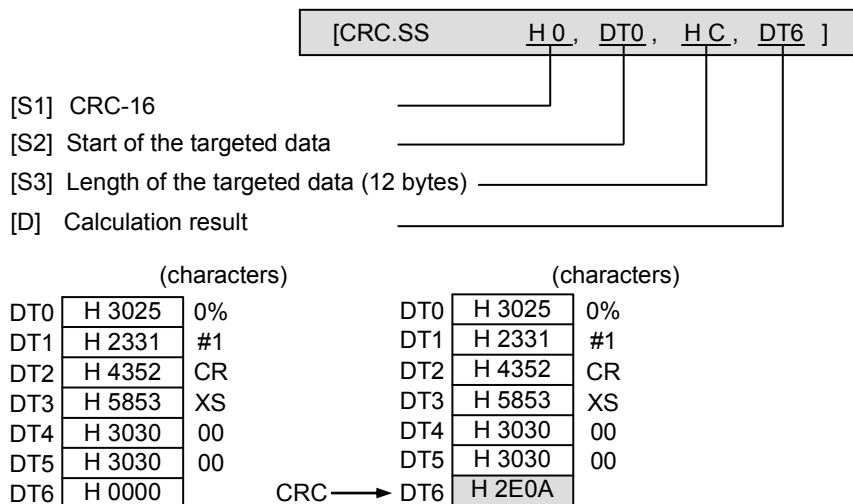 [CRC.SS H 0 , DT0 , H C , DT6 ]
[S1] CRC-16
[S2] Start of the targeted data
[S3] Length of the targeted data (12 bytes)
[D] Calculation result
(characters) (characters)
DT0 H 3025 0% DT0 H 3025 0%
DT1 H 2331 #1 DT1 H 2331 #1
DT2 H 4352 CR DT2 H 4352 CR
DT3 H 5853 XS DT3 H 5853 XS
DT4 H 3030 00 DT4 H 3030 00
DT5 H 3030 00 DT5 H 3030 00
DT6 H 0000 CRC DT6 H 2E0A